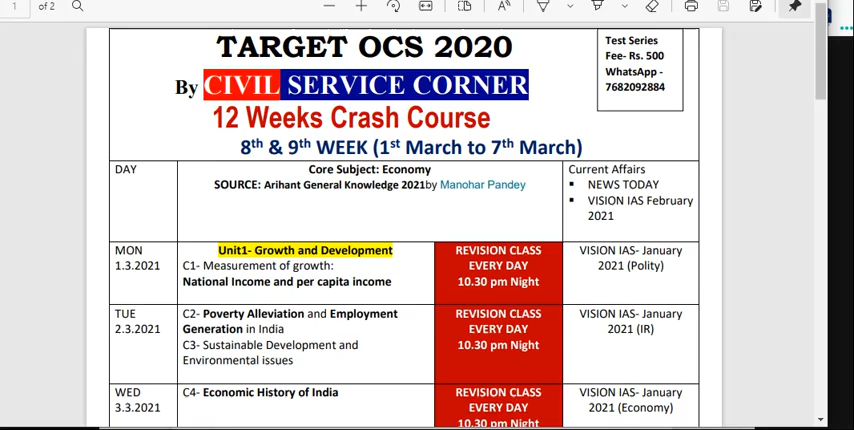 1 of 2
TARGET OCS 2020
By CIVIL SERVICE CORNER
12 Weeks Crash Course
8th & 9th WEEK (1st March to 7th March)
Test Series
Fee- Rs. 500
WhatsApp -
7682092884
DAY
Core Subject: Economy
SOURCE: Arihant General Knowledge 2021by Manohar Pandey
Current Affairs
▪ NEWS TODAY
▪ VISION IAS February
2021
MON
1.3.2021
Unit1- Growth and Development
C1- Measurement of growth:
National Income and per capita income
REVISION CLASS
EVERY DAY
10.30 pm Night
VISION IAS- January
2021 (Polity)
TUE
2.3.2021
C2- Poverty Alleviation and Employment
Generation in India
C3- Sustainable Development and
Environmental issues
REVISION CLASS
EVERY DAY
10.30 pm Night
VISION IAS- January
2021 (IR)
WED
3.3.2021
C4- Economic History of India
REVISION CLASS
EVERY DAY
10.30 pm Night
VISION IAS- January
2021 (Economy)